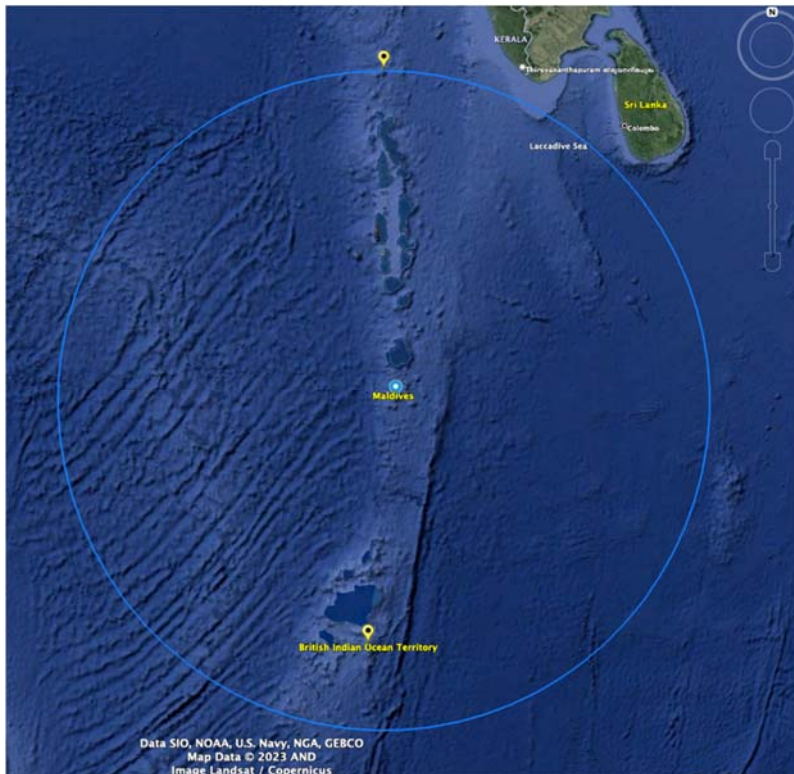 N
KERALA
Thiruvananthapuram
Sri Lanka
Colombo
Laccadive Sea
Maldives
British Indian Ocean Territory
Data SIO, NOAA, U.S. Navy, NGA, GEBCO
Map Data © 2023 AND
Image Landsat / Copernicus